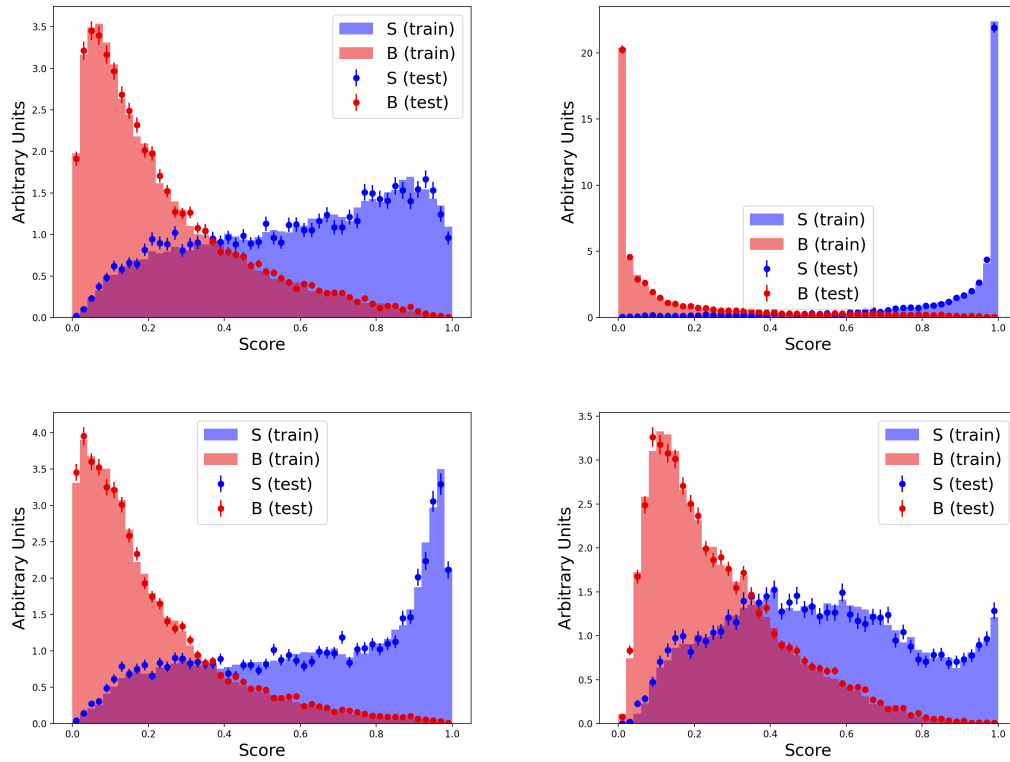 3.5
3.0
2.5
2.0
1.5
1.0
0.5
0.0
Arbitrary Units
S (train)
B (train)
S (test)
B (test)
0.0 0.2 0.4 0.6 0.8 1.0
Score
20
15
10
5
0
Arbitrary Units
S (train)
B (train)
S (test)
B (test)
0.0 0.2 0.4 0.6 0.8 1.0
Score
4.0
3.5
3.0
2.5
2.0
1.5
1.0
0.5
0.0
Arbitrary Units
S (train)
B (train)
S (test)
B (test)
0.0 0.2 0.4 0.6 0.8 1.0
Score
3.5
3.0
2.5
2.0
1.5
1.0
0.5
0.0
Arbitrary Units
S (train)
B (train)
S (test)
B (test)
0.0 0.2 0.4 0.6 0.8 1.0
Score